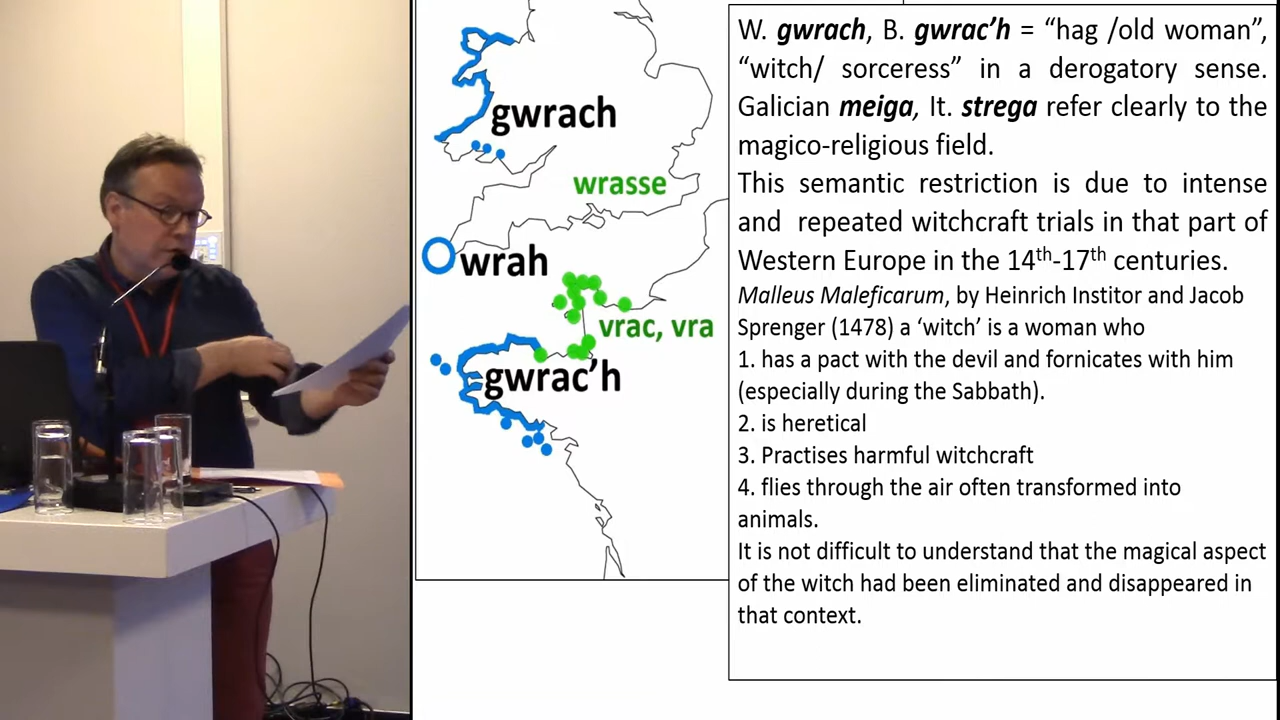 gwrach
wrasse
wrah
vrac, vra
gwrac’h
W. gwrach, B. gwrac’h = “hag /old woman”,
“witch/ sorceress” in a derogatory sense.
Galician meiga, It. strega refer clearly to the
magico-religious field.
This semantic restriction is due to intense
and repeated witchcraft trials in that part of
Western Europe in the 14th-17th centuries.
Malleus Maleficarum, by Heinrich Institor and Jacob
Sprenger (1478) a ‘witch’ is a woman who
1. has a pact with the devil and fornicates with him
(especially during the Sabbath).
2. is heretical
3. Practises harmful witchcraft
4. flies through the air often transformed into
animals.
It is not difficult to understand that the magical aspect
of the witch had been eliminated and disappeared in
that context.